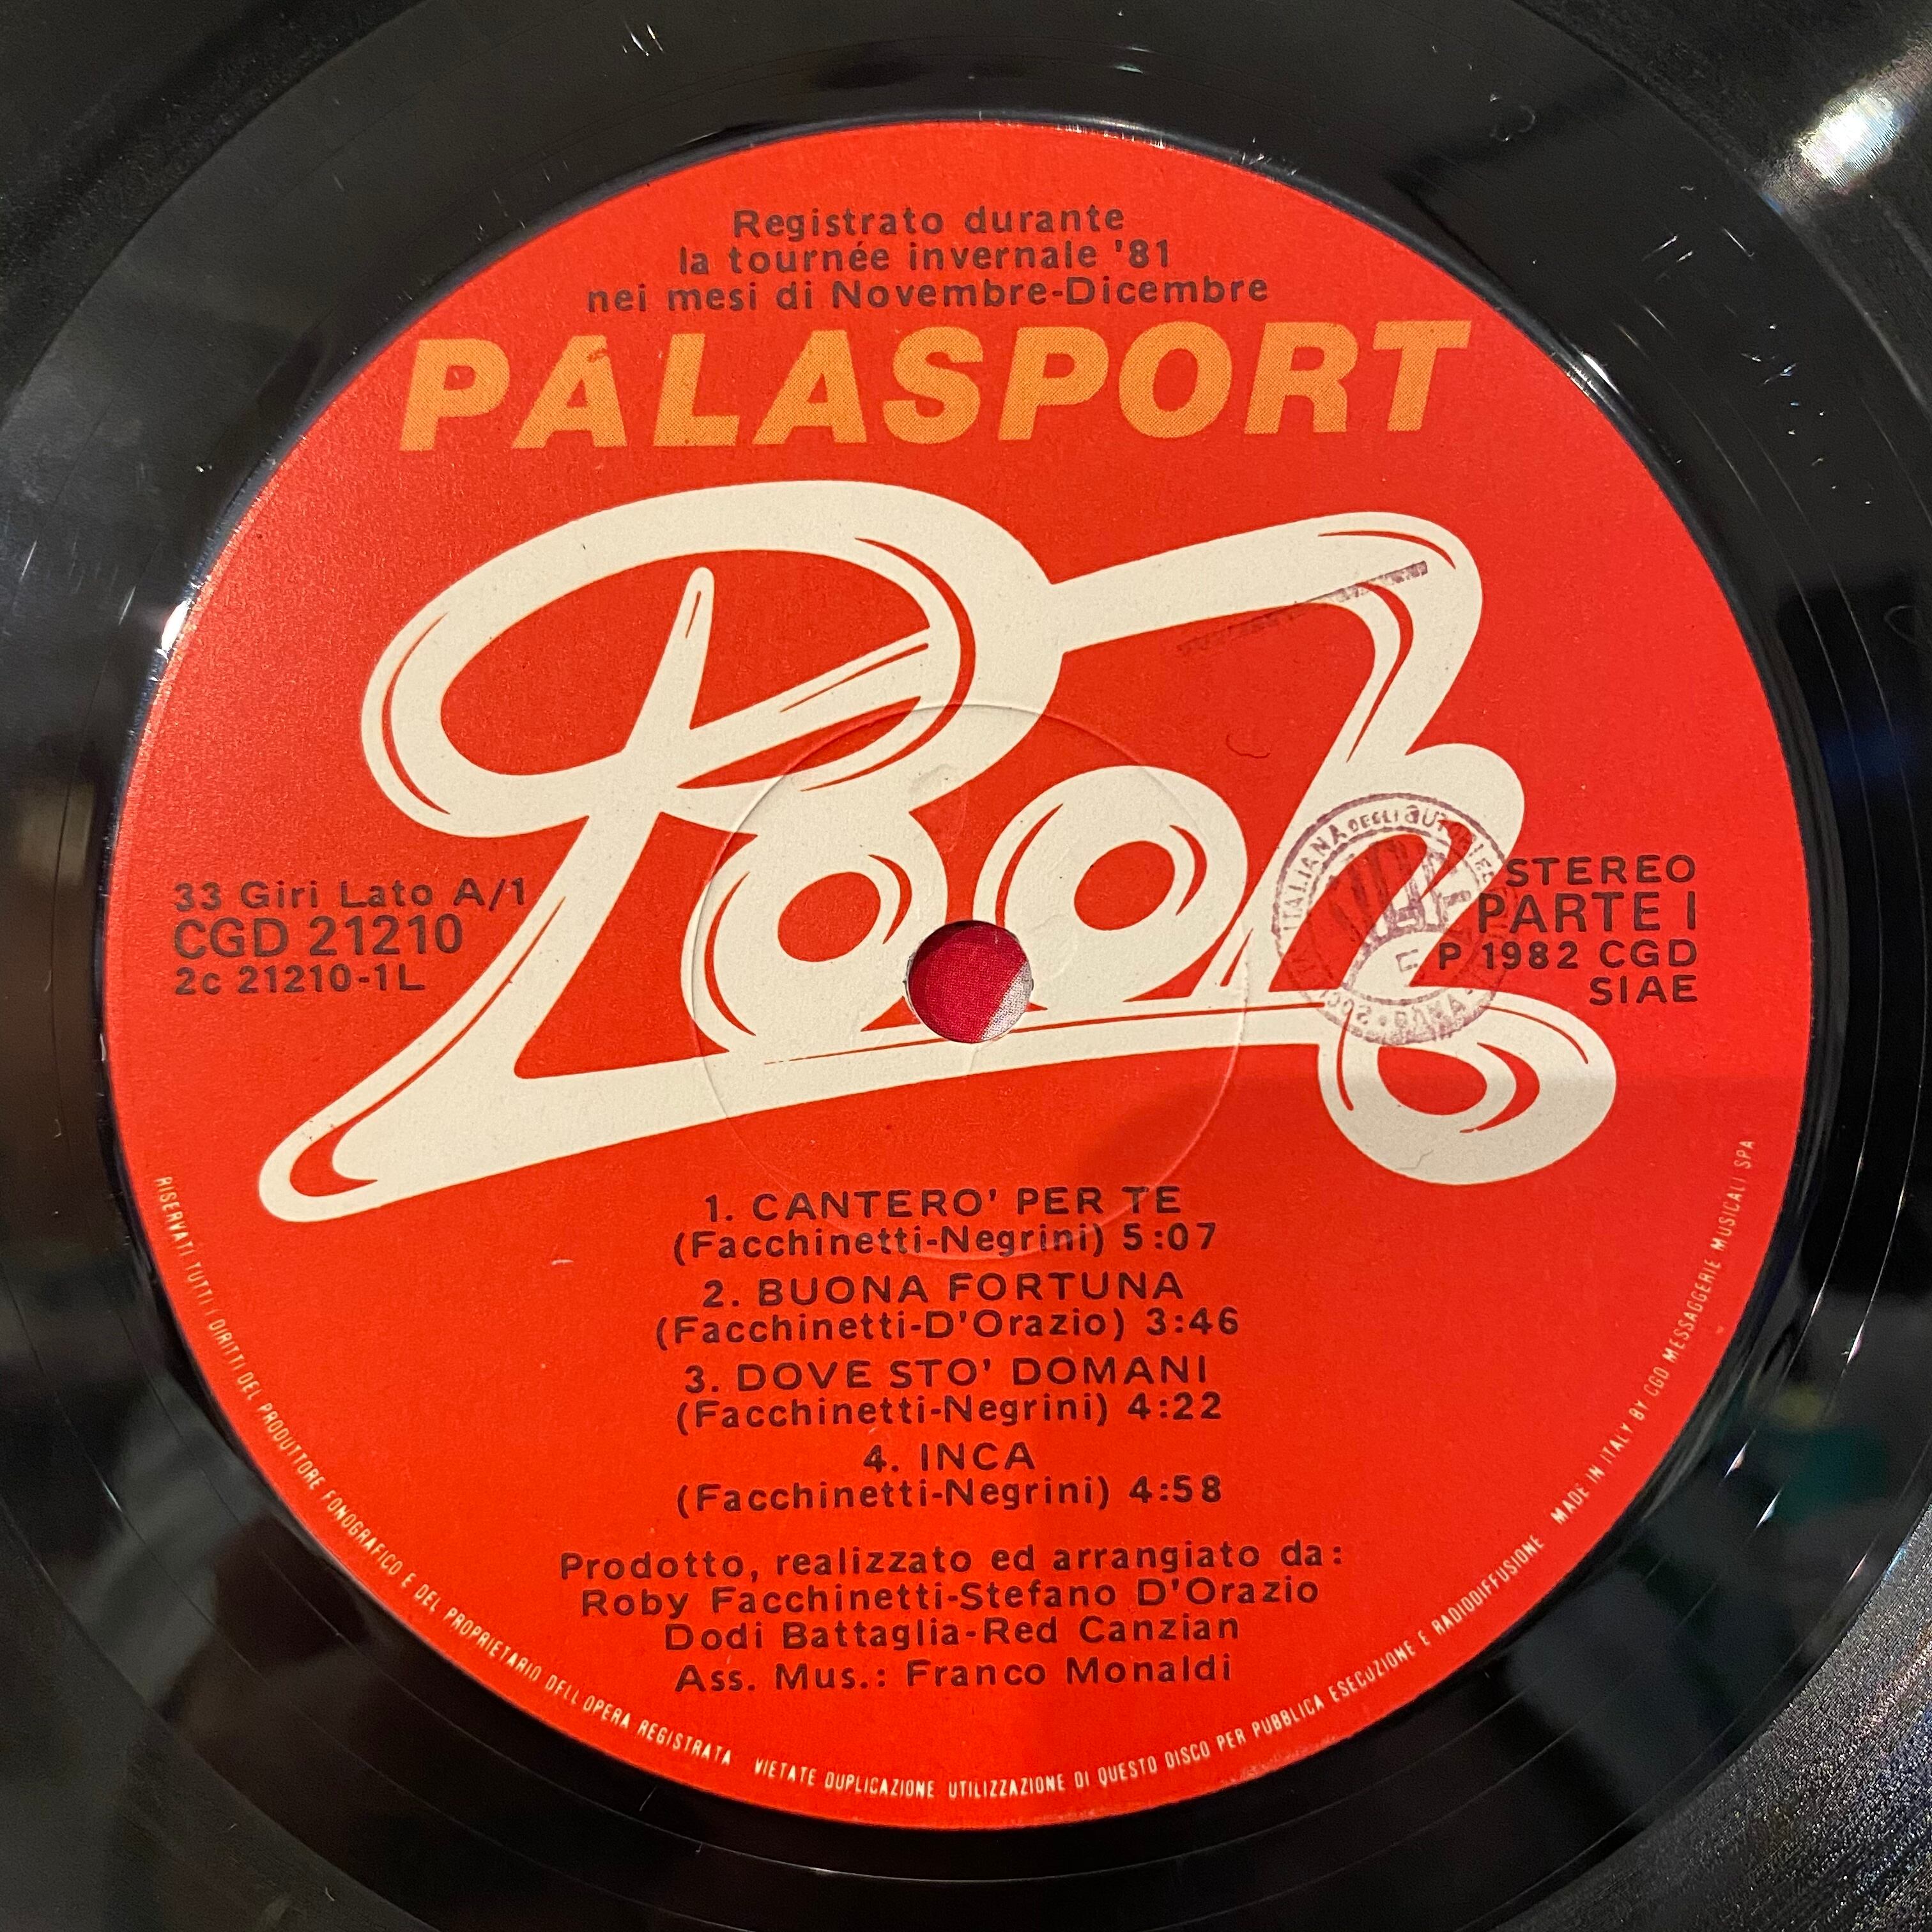 Registrato durante
la tournée invernale '81
nei mesi di Novembre-Dicembre
PALASPORT
Pooh
33 Giri Lato A/1
CGD 21210
2c 21210-1L
STEREO
PARTE I
P 1982 CGD
SIAE
ITALIANA DEGLI AUTORI ED
ROMA
1. CANTERO' PER TE
(Facchinetti-Negrini) 5:07
2. BUONA FORTUNA
(Facchinetti-D'Orazio) 3:46
3. DOVE STO' DOMANI
(Facchinetti-Negrini) 4:22
4. INCA
(Facchinetti-Negrini) 4:58
Prodotto, realizzato ed arrangiato da:
Roby Facchinetti-Stefano D'Orazio
Dodi Battaglia-Red Canzian
Ass. Mus.: Franco Monaldi
RISERVATI TUTTI I DIRITTI DEL PRODUTTORE FONOGRAFICO E DEL PROPRIETARIO DELL'OPERA REGISTRATA VIETATE DUPLICAZIONE UTILIZZAZIONE DI QUESTO DISCO PER PUBBLICA ESECUZIONE E RADIODIFFUSIONE MADE IN ITALY BY CGD MESSAGGERIE MUSICALI SPA